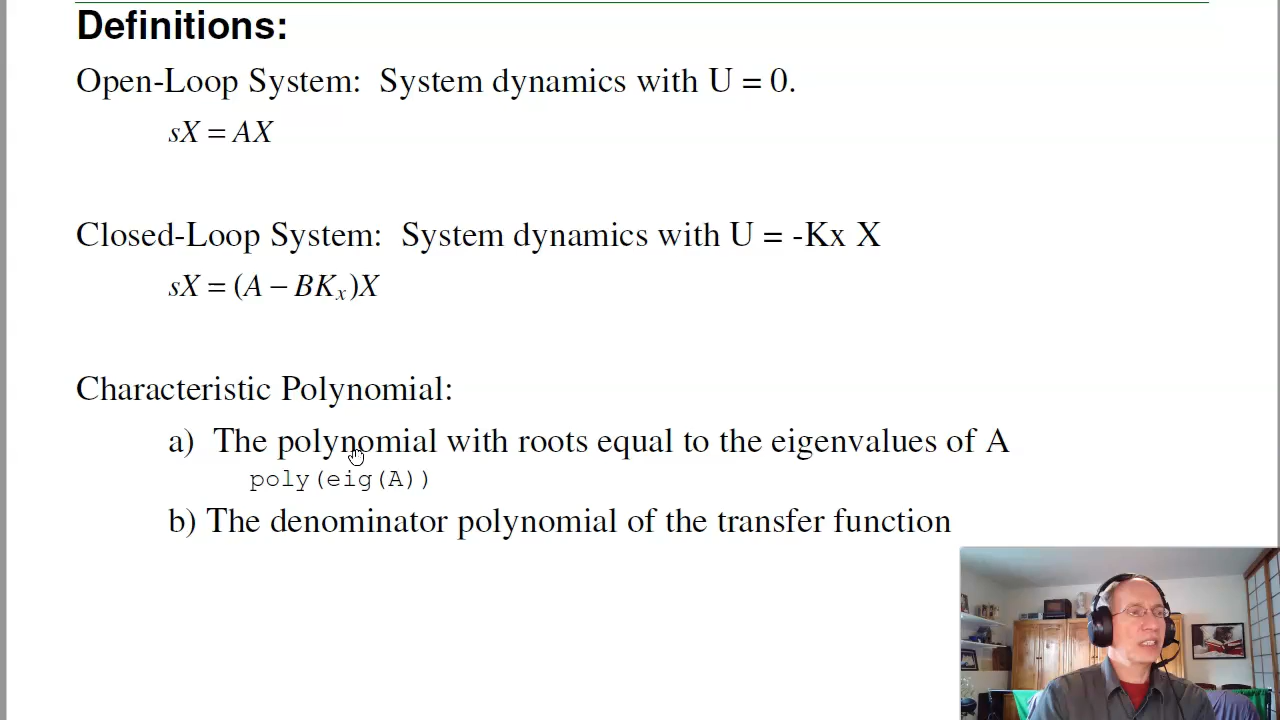 Definitions:
Open-Loop System: System dynamics with U = 0.
sX = AX
Closed-Loop System: System dynamics with U = -Kx X
sX = (A − BKₓ)X
Characteristic Polynomial:
a) The polynomial with roots equal to the eigenvalues of A
poly(eig(A))
b) The denominator polynomial of the transfer function